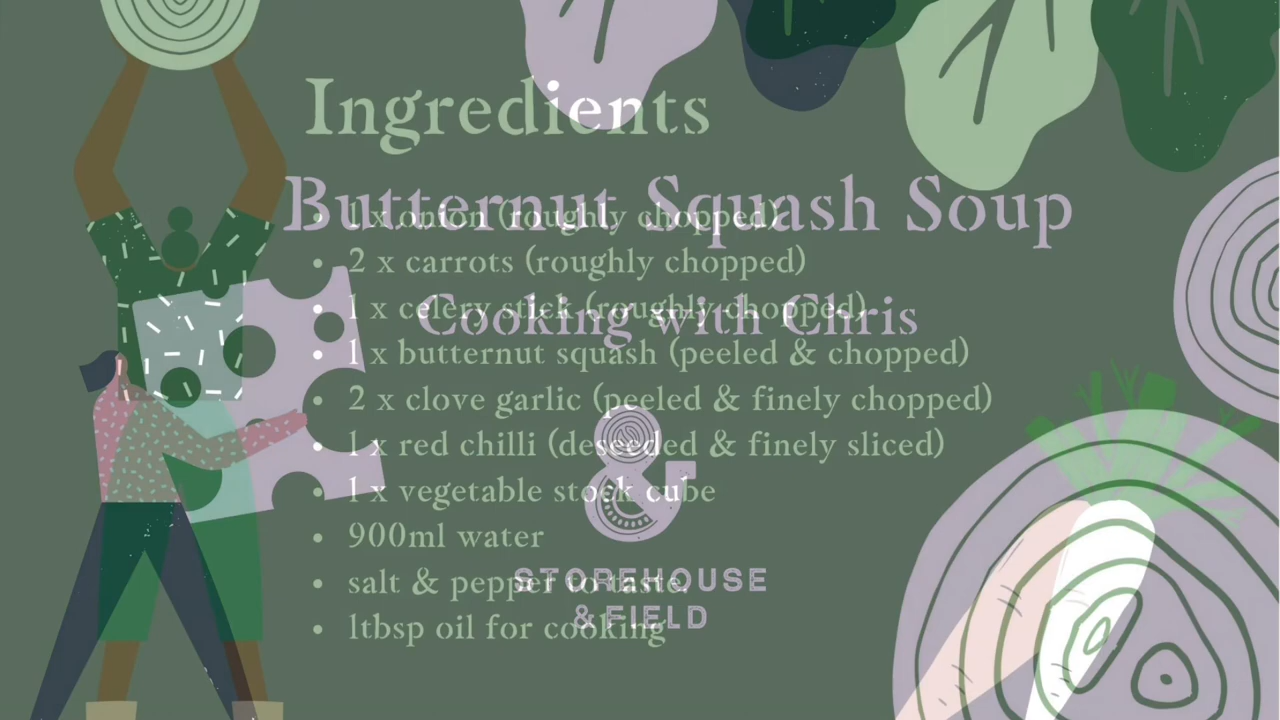 Ingredients
Butternut Squash Soup
• 1 x onion (roughly chopped)
• 2 x carrots (roughly chopped)
• 1 x celery stick (roughly chopped)
Cooking with Chris
• 1 x butternut squash (peeled & chopped)
• 2 x clove garlic (peeled & finely chopped)
• 1 x red chilli (deseeded & finely sliced)
&
• 1 x vegetable stock cube
• 900ml water
• salt & pepper to taste.
STOREHOUSE
& FIELD
• 1tbsp oil for cooking